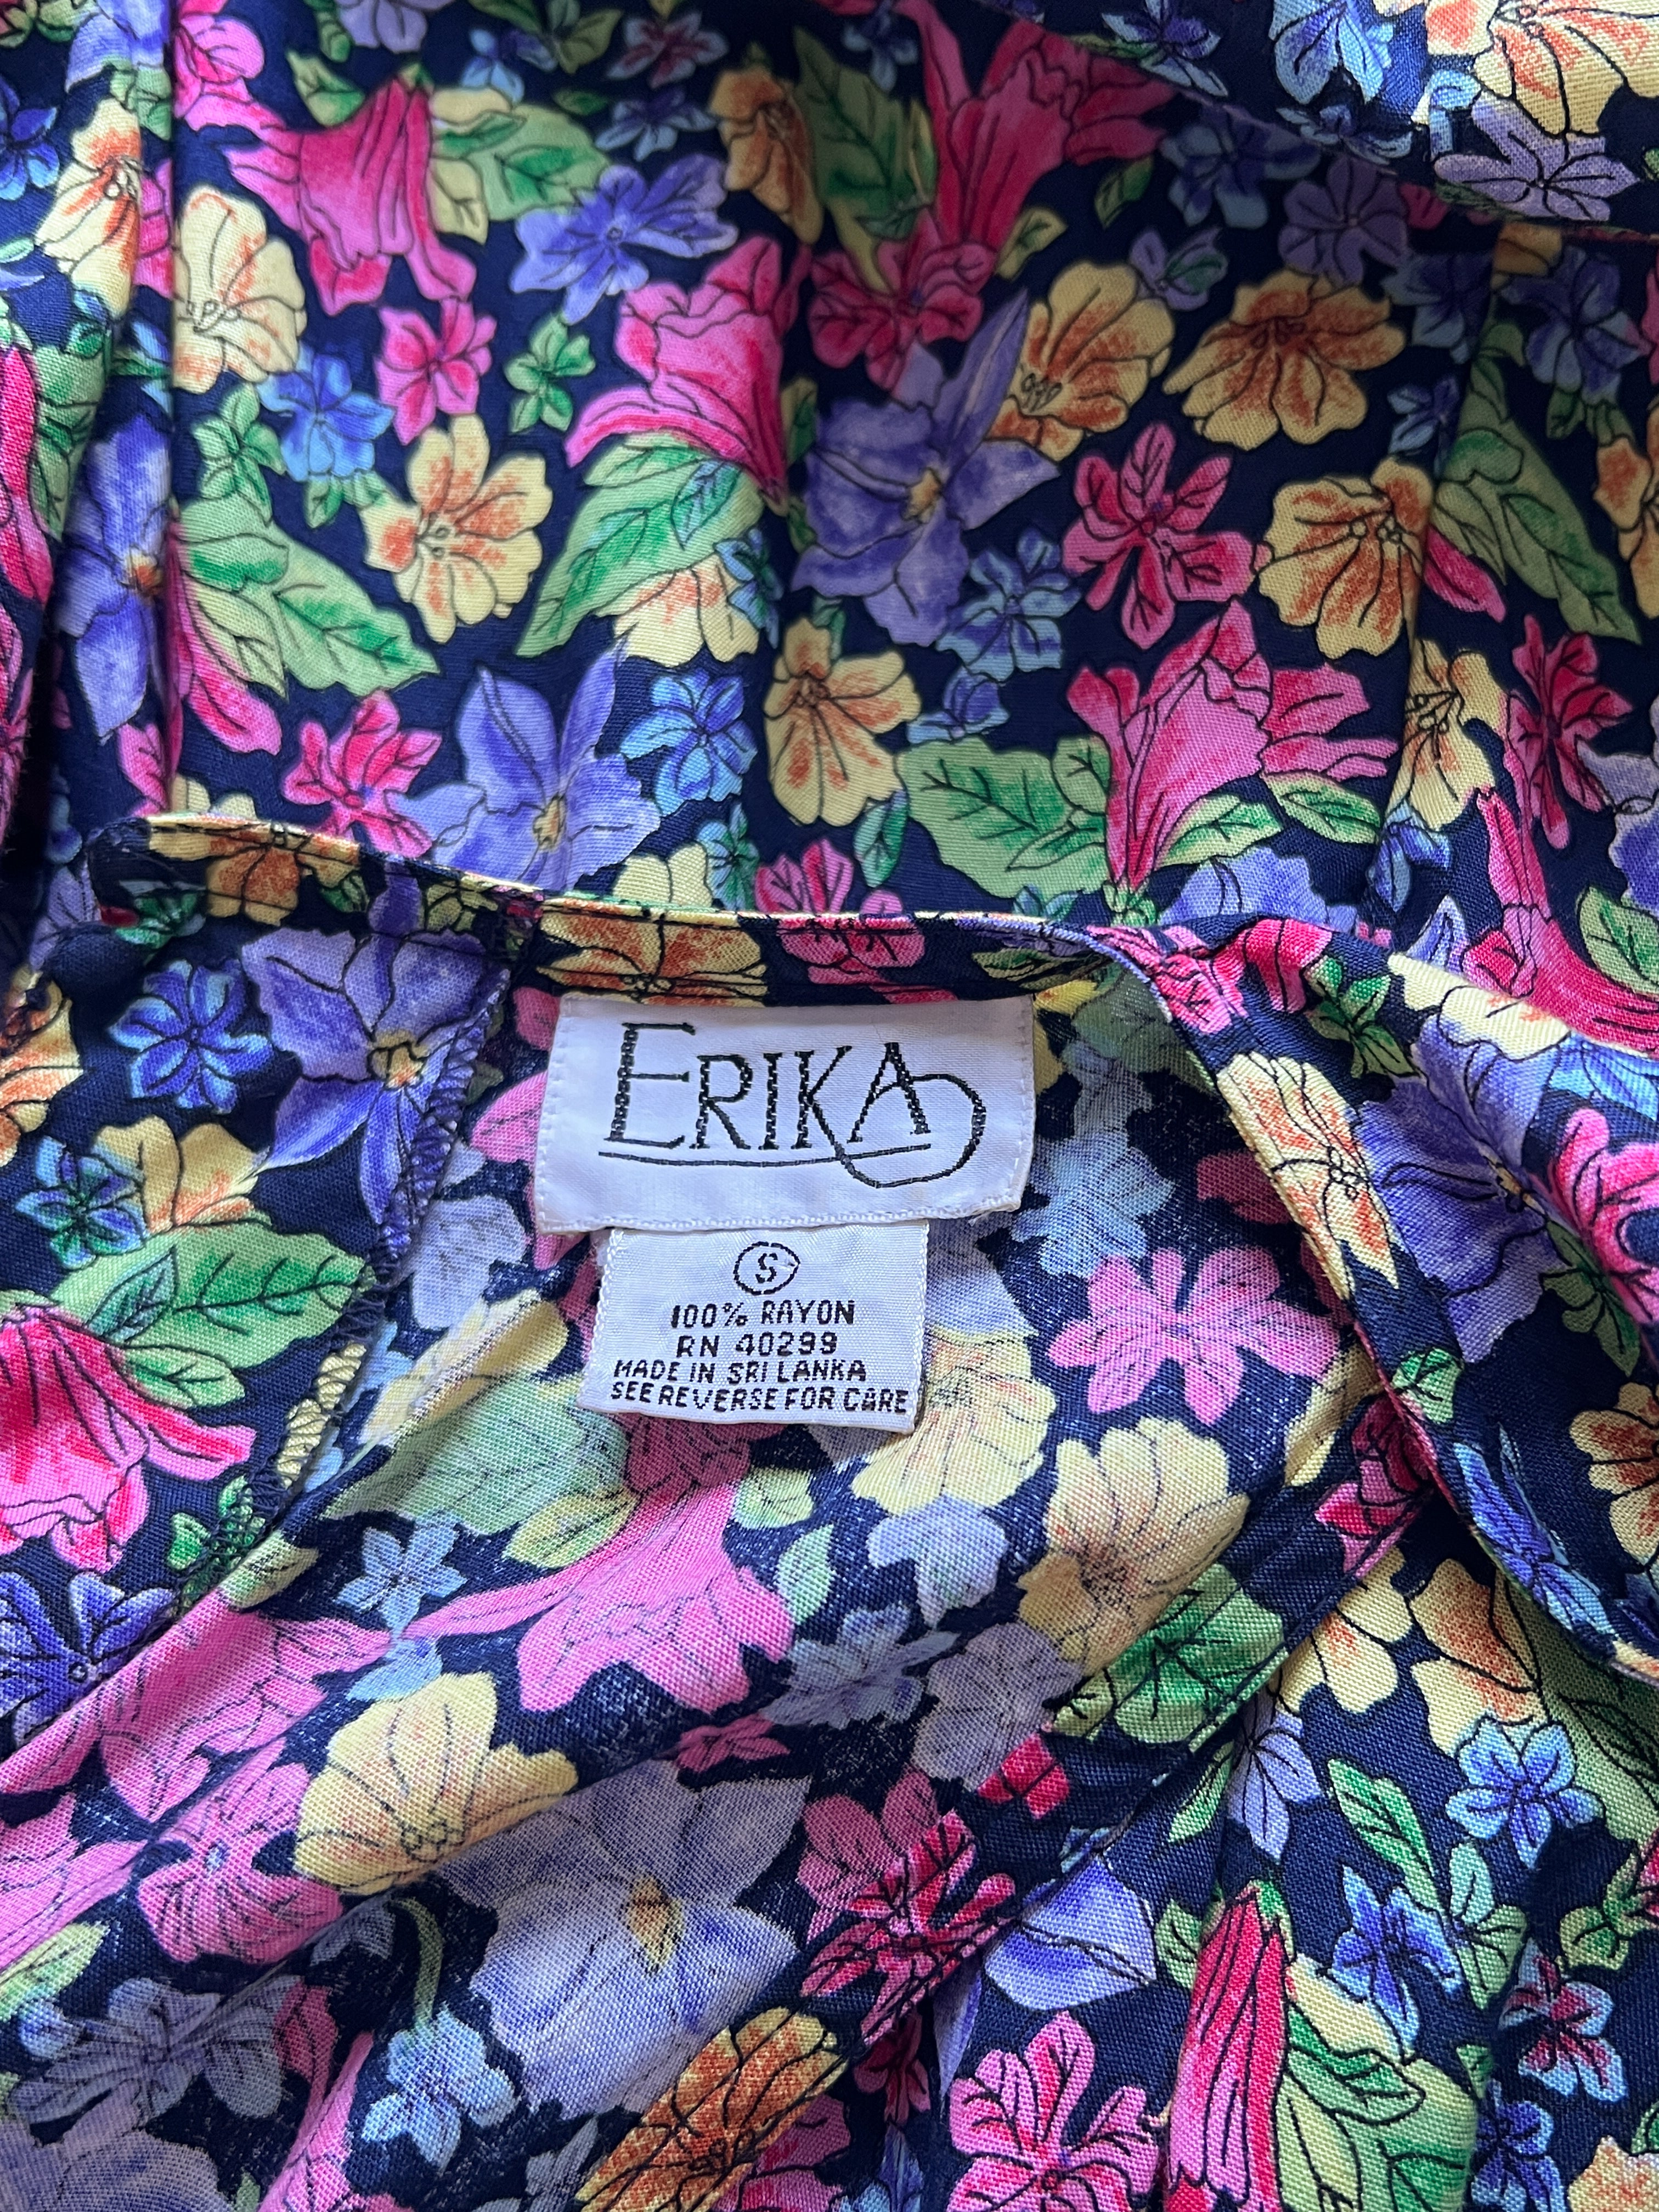 ERIKA
S
100% RAYON
RN 40299
MADE IN SRI LANKA
SEE REVERSE FOR CARE